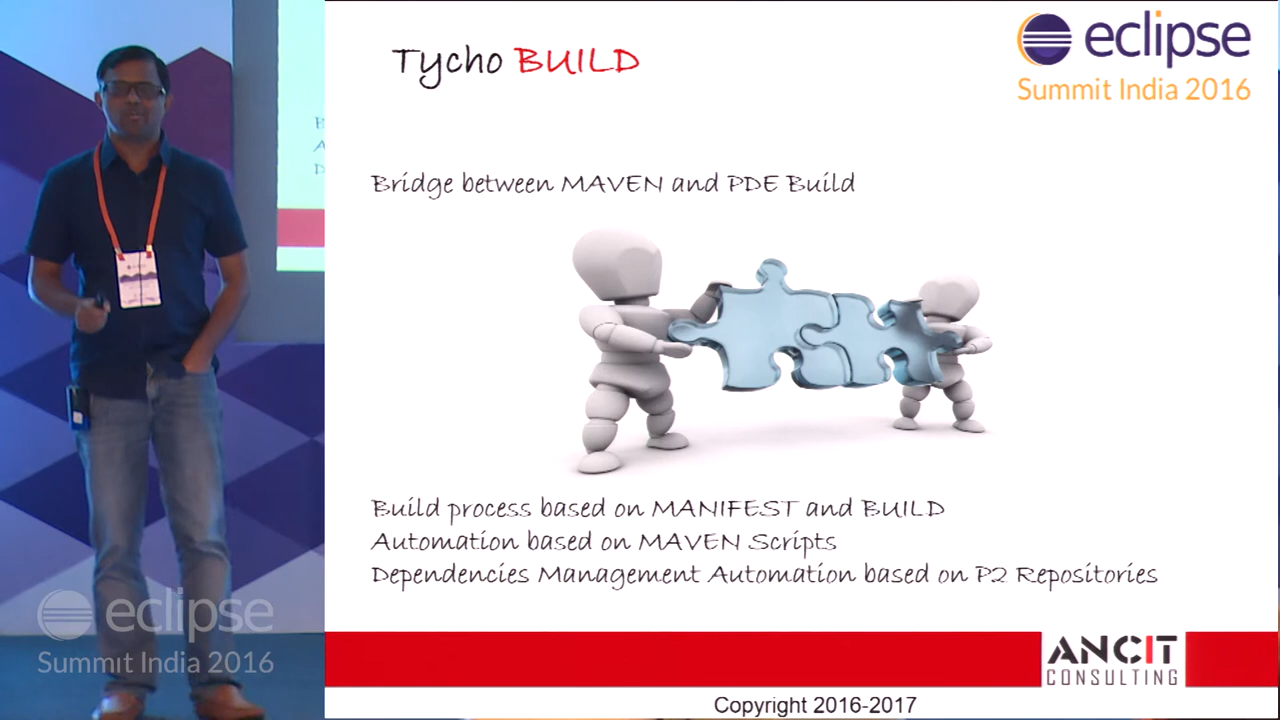 Tycho BUILD
eclipse
Summit India 2016
Bridge between MAVEN and PDE Build
Build process based on MANIFEST and BUILD
Automation based on MAVEN Scripts
Dependencies Management Automation based on P2 Repositories
eclipse
Summit India 2016
ANCIT
CONSULTING
Copyright 2016-2017